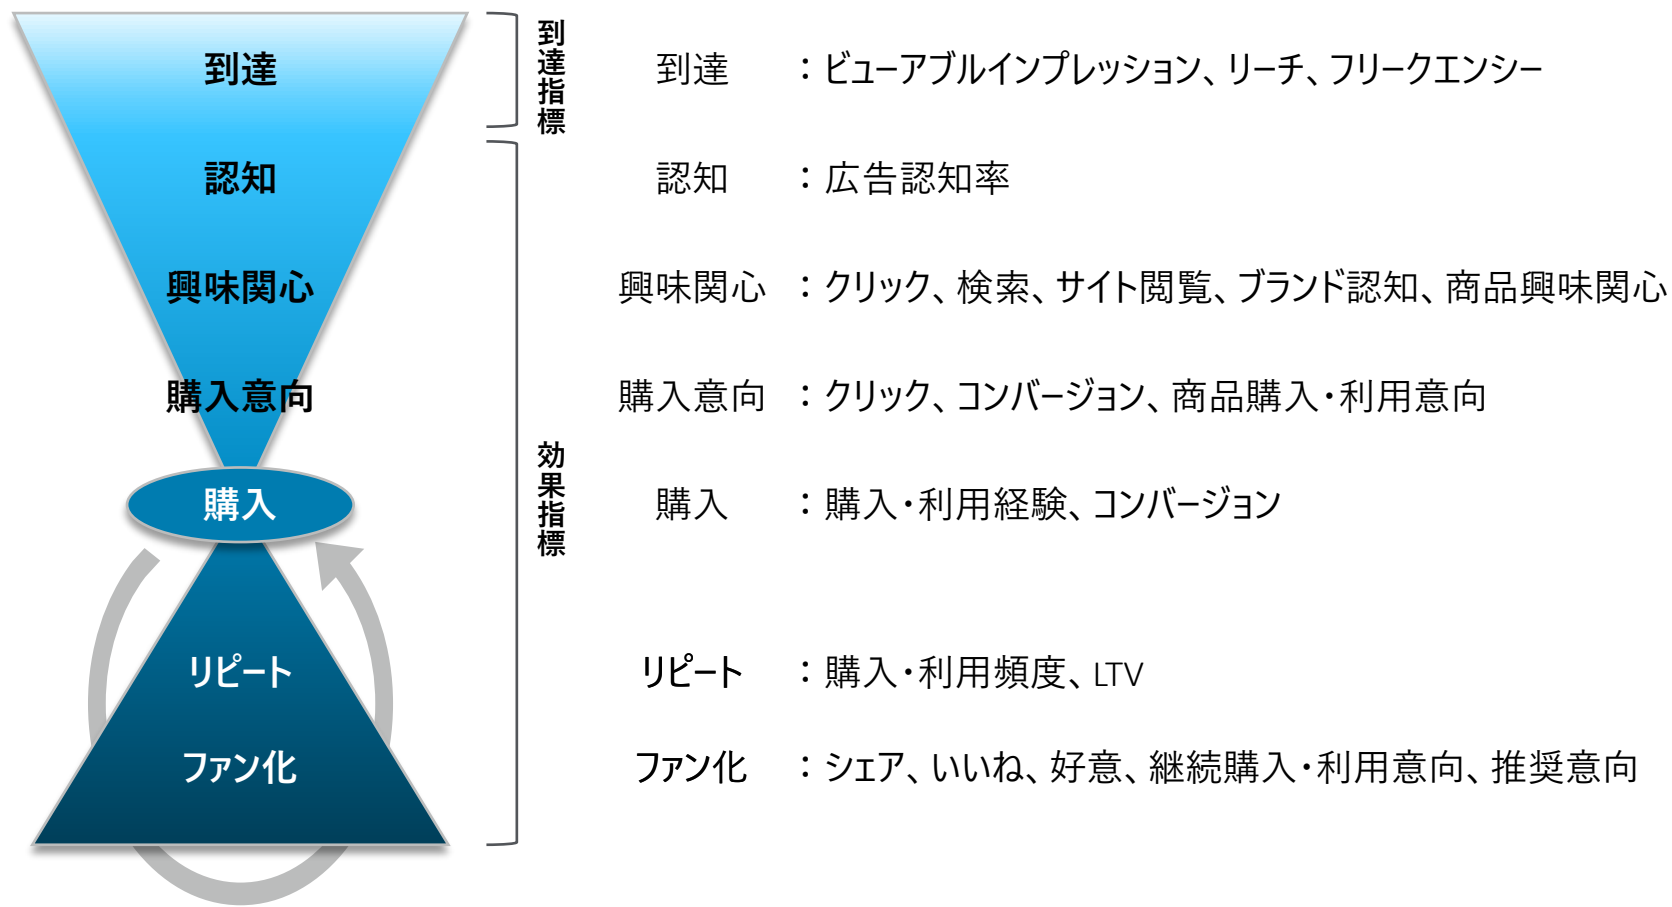 到達
認知
興味関心
購入意向
購入
リピート
ファン化
到達指標
効果指標
到達 ：ビューアブルインプレッション、リーチ、フリークエンシー
認知 ：広告認知率
興味関心 ：クリック、検索、サイト閲覧、ブランド認知、商品興味関心
購入意向 ：クリック、コンバージョン、商品購入・利用意向
購入 ：購入・利用経験、コンバージョン
リピート ：購入・利用頻度、LTV
ファン化 ：シェア、いいね、好意、継続購入・利用意向、推奨意向